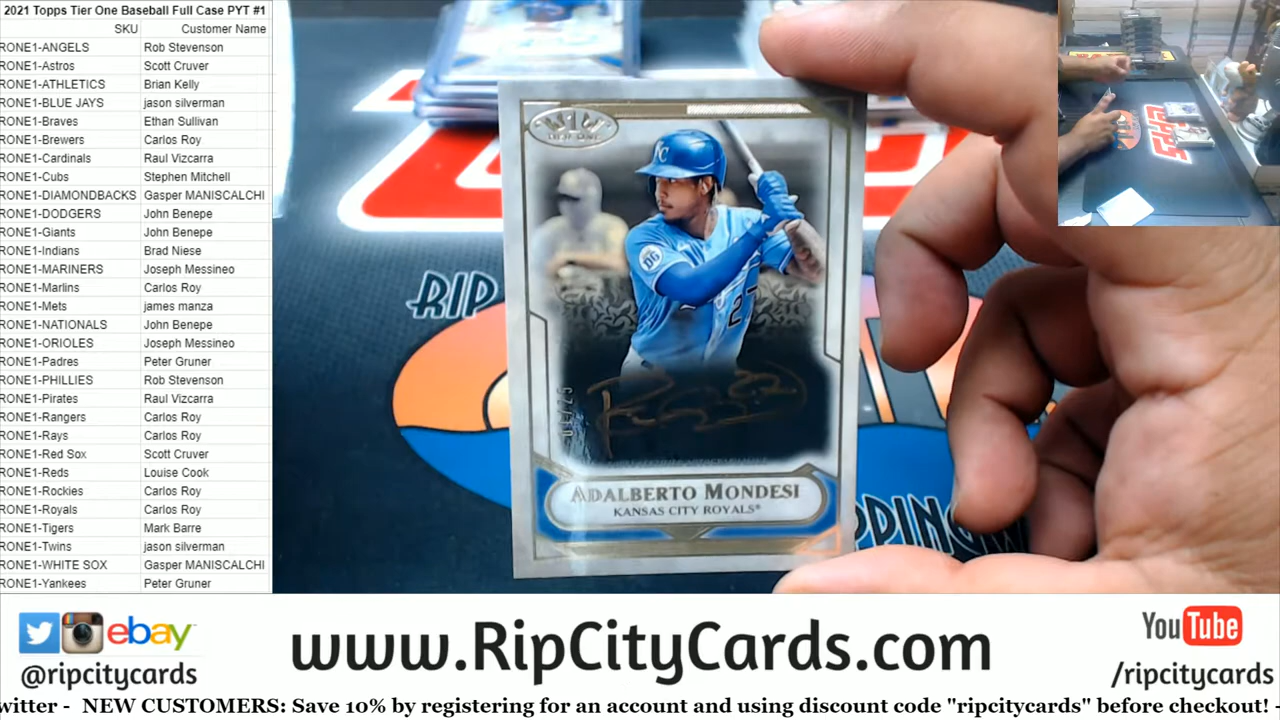 2021 Topps Tier One Baseball Full Case PYT #1
SKU Customer Name
RONE1-ANGELS Rob Stevenson
RONE1-Astros Scott Cruver
RONE1-ATHLETICS Brian Kelly
RONE1-BLUE JAYS jason silverman
RONE1-Braves Ethan Sullivan
RONE1-Brewers Carlos Roy
RONE1-Cardinals Raul Vizcarra
RONE1-Cubs Stephen Mitchell
RONE1-DIAMONDBACKS Gasper MANISCALCHI
RONE1-DODGERS John Benepe
RONE1-Giants John Benepe
RONE1-Indians Brad Niese
RONE1-MARINERS Joseph Messineo
RONE1-Marlins Carlos Roy
RONE1-Mets james manza
RONE1-NATIONALS John Benepe
RONE1-ORIOLES Joseph Messineo
RONE1-Padres Peter Gruner
RONE1-PHILLIES Rob Stevenson
RONE1-Pirates Raul Vizcarra
RONE1-Rangers Carlos Roy
RONE1-Rays Carlos Roy
RONE1-Red Sox Scott Cruver
RONE1-Reds Louise Cook
RONE1-Rockies Carlos Roy
RONE1-Royals Carlos Roy
RONE1-Tigers Mark Barre
RONE1-Twins jason silverman
RONE1-WHITE SOX Gasper MANISCALCHI
RONE1-Yankees Peter Gruner
KC
DG
27
01/25
ADALBERTO MONDESI
KANSAS CITY ROYALS®
RIP
ebay
@ripcitycards
www.RipCityCards.com
YouTube
/ripcitycards
witter - NEW CUSTOMERS: Save 10% by registering for an account and using discount code "ripcitycards" before checkout! -